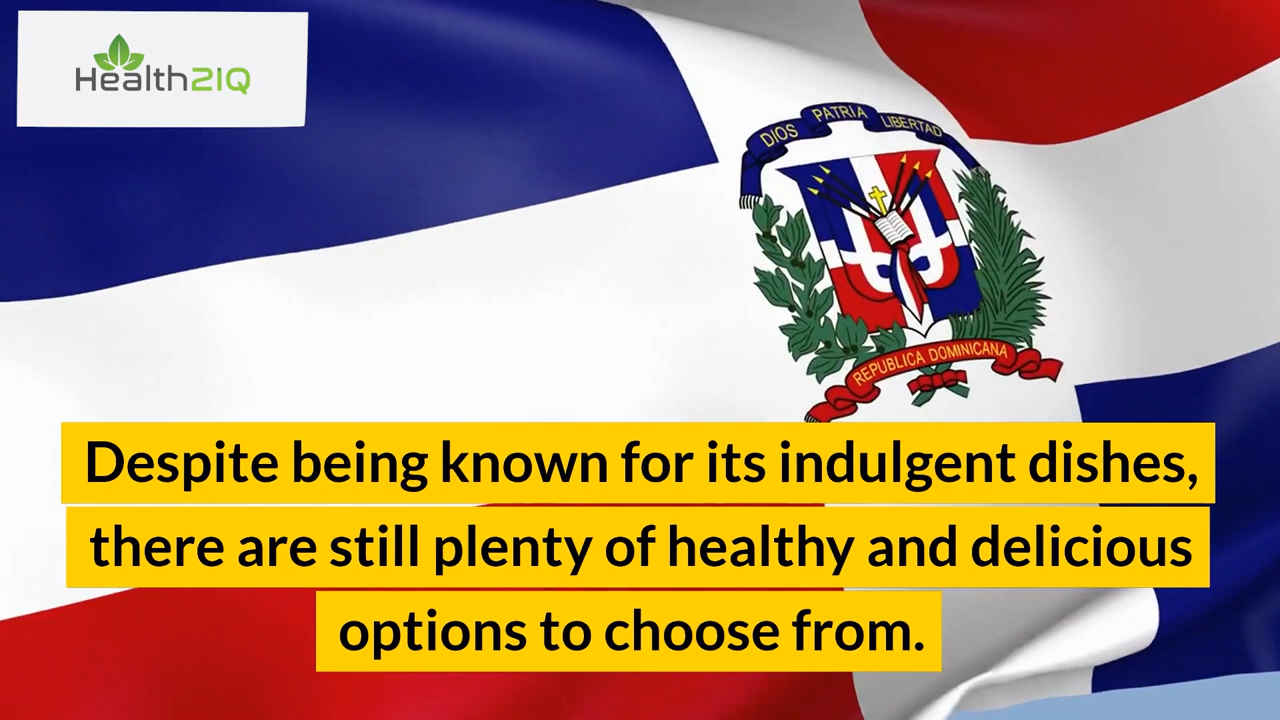 Health2IQ
DIOS PATRIA LIBERTAD
REPUBLICA DOMINICANA
Despite being known for its indulgent dishes,
there are still plenty of healthy and delicious
options to choose from.